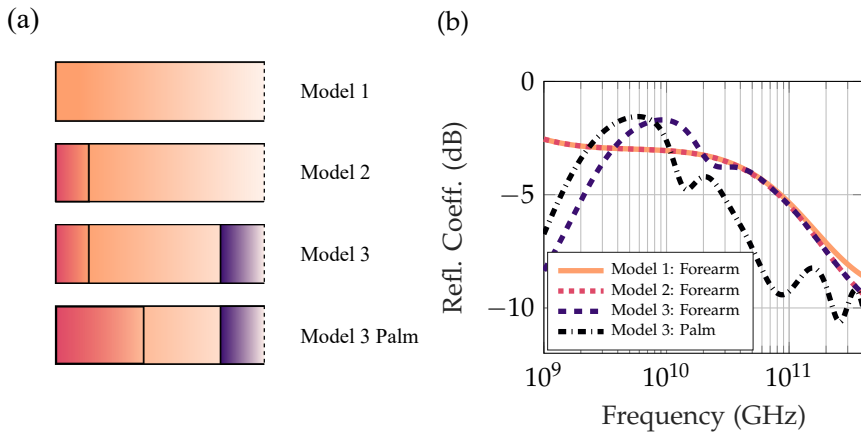 (a)
Model 1
Model 2
Model 3
Model 3 Palm
(b)
Refl. Coeff. (dB)
0
−5
−10
Model 1: Forearm
Model 2: Forearm
Model 3: Forearm
Model 3: Palm
10^9
10^10
10^11
Frequency (GHz)